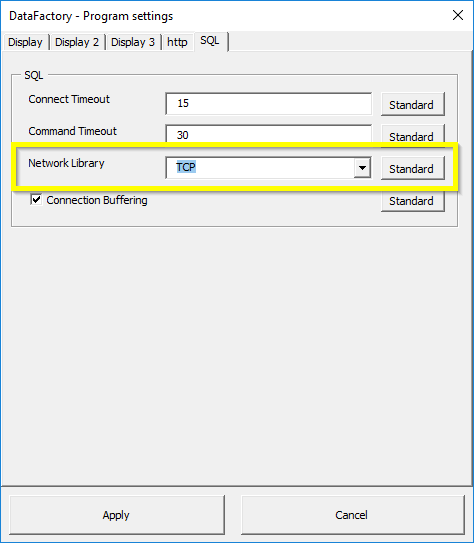 DataFactory - Program settings
Display Display 2 Display 3 http SQL
SQL
Connect Timeout 15 Standard
Command Timeout 30 Standard
Network Library TCP Standard
Connection Buffering Standard
Apply Cancel